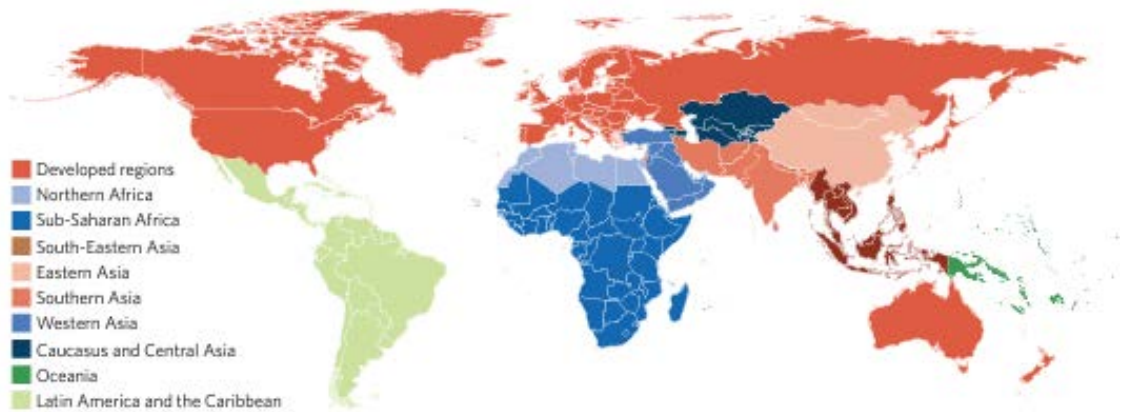 Developed regions
Northern Africa
Sub-Saharan Africa
South-Eastern Asia
Eastern Asia
Southern Asia
Western Asia
Caucasus and Central Asia
Oceania
Latin America and the Caribbean